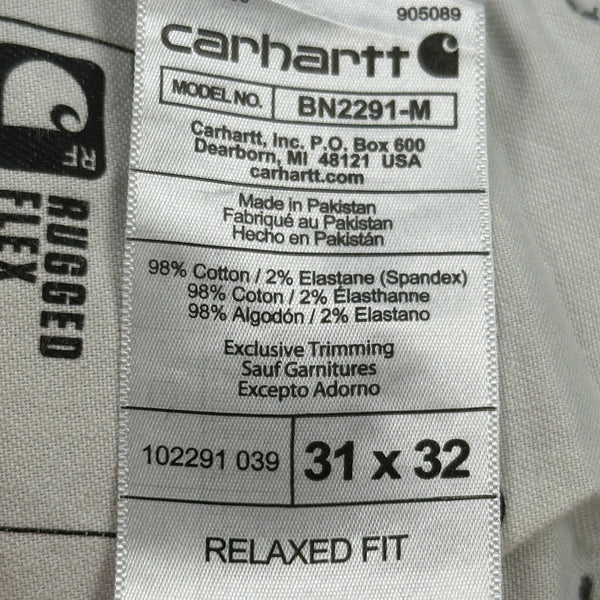 905089
carhartt
MODEL NO. BN2291-M
Carhartt, Inc. P.O. Box 600
Dearborn, MI 48121 USA
carhartt.com
Made in Pakistan
Fabriqué au Pakistan
Hecho en Pakistán
98% Cotton / 2% Elastane (Spandex)
98% Coton / 2% Élasthanne
98% Algodón / 2% Elastano
Exclusive Trimming
Sauf Garnitures
Excepto Adorno
102291 039 31 x 32
RELAXED FIT
RF
RUGGED
FLEX